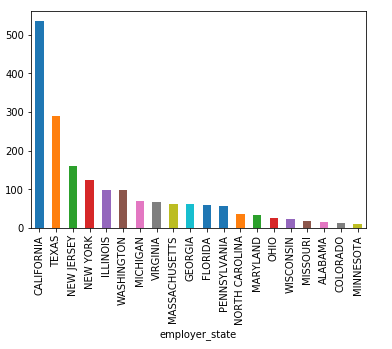 500
400
300
200
100
0
CALIFORNIA
TEXAS
NEW JERSEY
NEW YORK
ILLINOIS
WASHINGTON
MICHIGAN
VIRGINIA
MASSACHUSETTS
GEORGIA
FLORIDA
PENNSYLVANIA
NORTH CAROLINA
MARYLAND
OHIO
WISCONSIN
MISSOURI
ALABAMA
COLORADO
MINNESOTA
employer_state